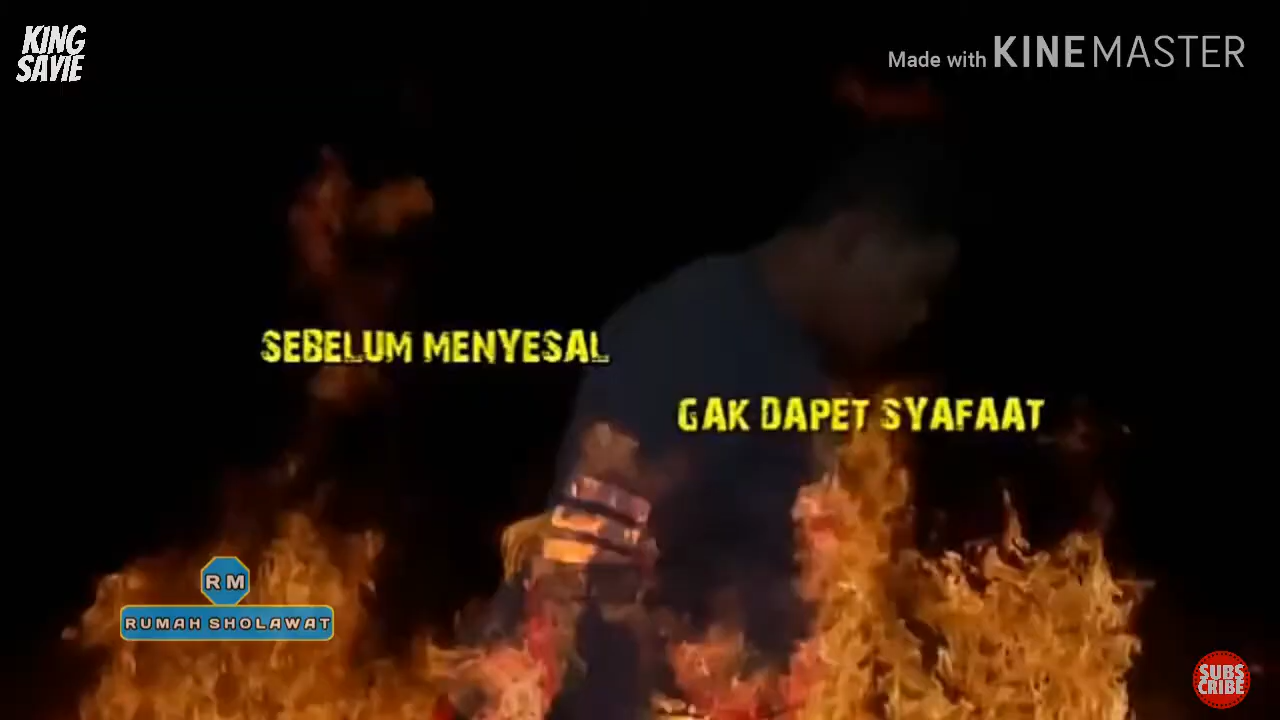 KING
SAVIE
Made with KINEMASTER
SEBELUM MENYESAL
GAK DAPET SYAFAAT
RM
RUMAH SHOLAWAT
SUBS
CRIBE